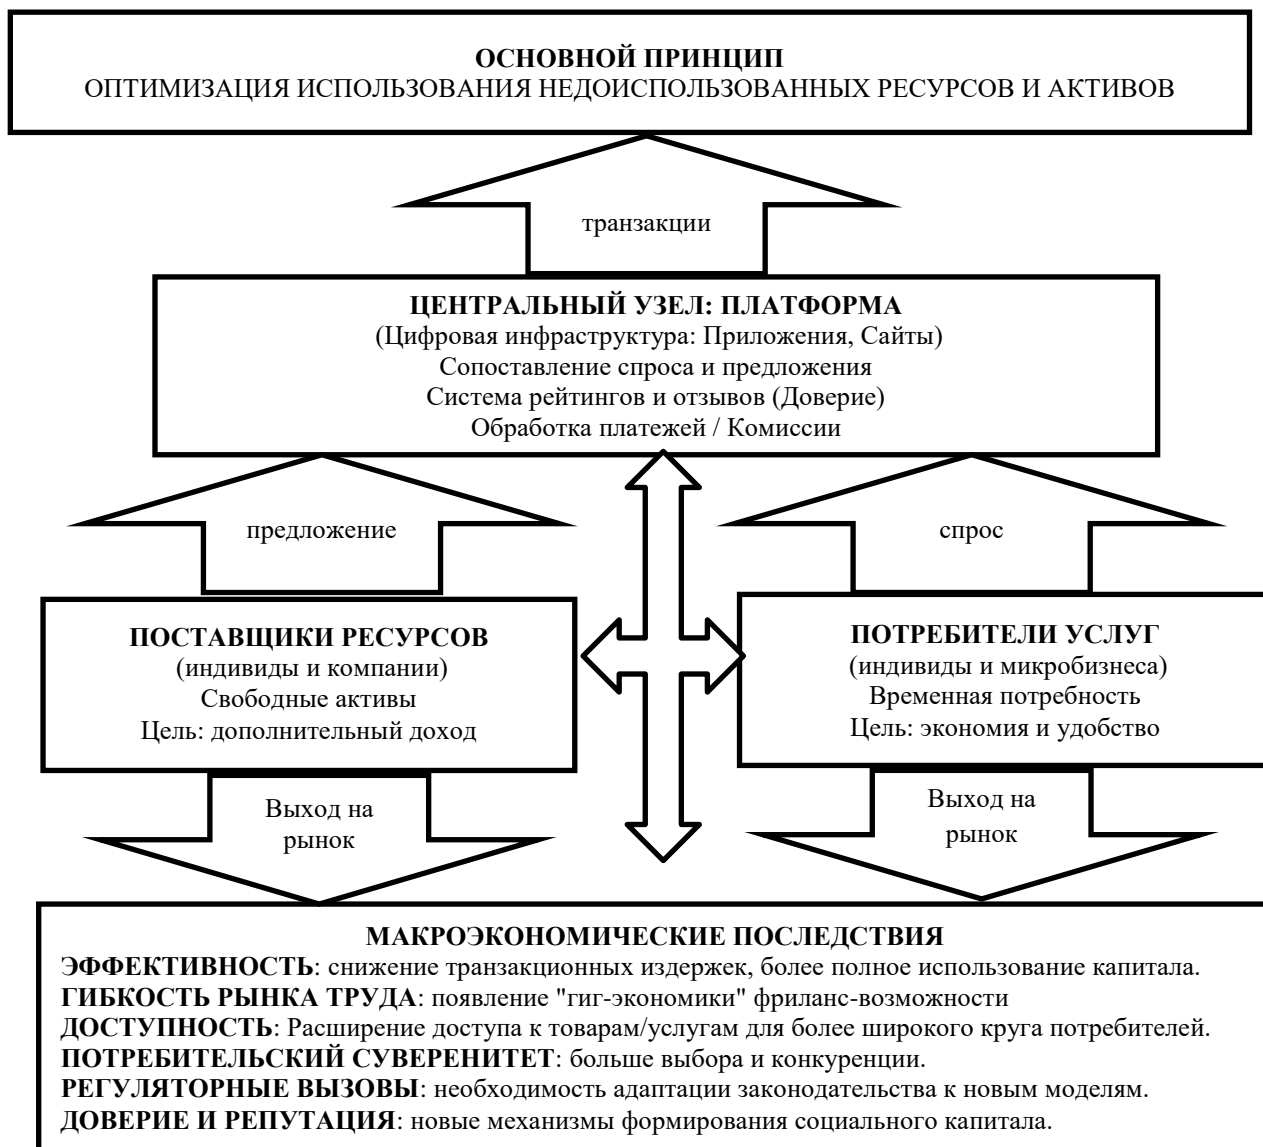 ОСНОВНОЙ ПРИНЦИП
ОПТИМИЗАЦИЯ ИСПОЛЬЗОВАНИЯ НЕДОИСПОЛЬЗОВАННЫХ РЕСУРСОВ И АКТИВОВ
транзакции
ЦЕНТРАЛЬНЫЙ УЗЕЛ: ПЛАТФОРМА
(Цифровая инфраструктура: Приложения, Сайты)
Сопоставление спроса и предложения
Система рейтингов и отзывов (Доверие)
Обработка платежей / Комиссии
предложение
спрос
ПОСТАВЩИКИ РЕСУРСОВ
(индивиды и компании)
Свободные активы
Цель: дополнительный доход
ПОТРЕБИТЕЛИ УСЛУГ
(индивиды и микробизнеса)
Временная потребность
Цель: экономия и удобство
Выход на
рынок
Выход на
рынок
МАКРОЭКОНОМИЧЕСКИЕ ПОСЛЕДСТВИЯ
ЭФФЕКТИВНОСТЬ: снижение транзакционных издержек, более полное использование капитала.
ГИБКОСТЬ РЫНКА ТРУДА: появление "гиг-экономики" фриланс-возможности
ДОСТУПНОСТЬ: Расширение доступа к товарам/услугам для более широкого круга потребителей.
ПОТРЕБИТЕЛЬСКИЙ СУВЕРЕНИТЕТ: больше выбора и конкуренции.
РЕГУЛЯТОРНЫЕ ВЫЗОВЫ: необходимость адаптации законодательства к новым моделям.
ДОВЕРИЕ И РЕПУТАЦИЯ: новые механизмы формирования социального капитала.